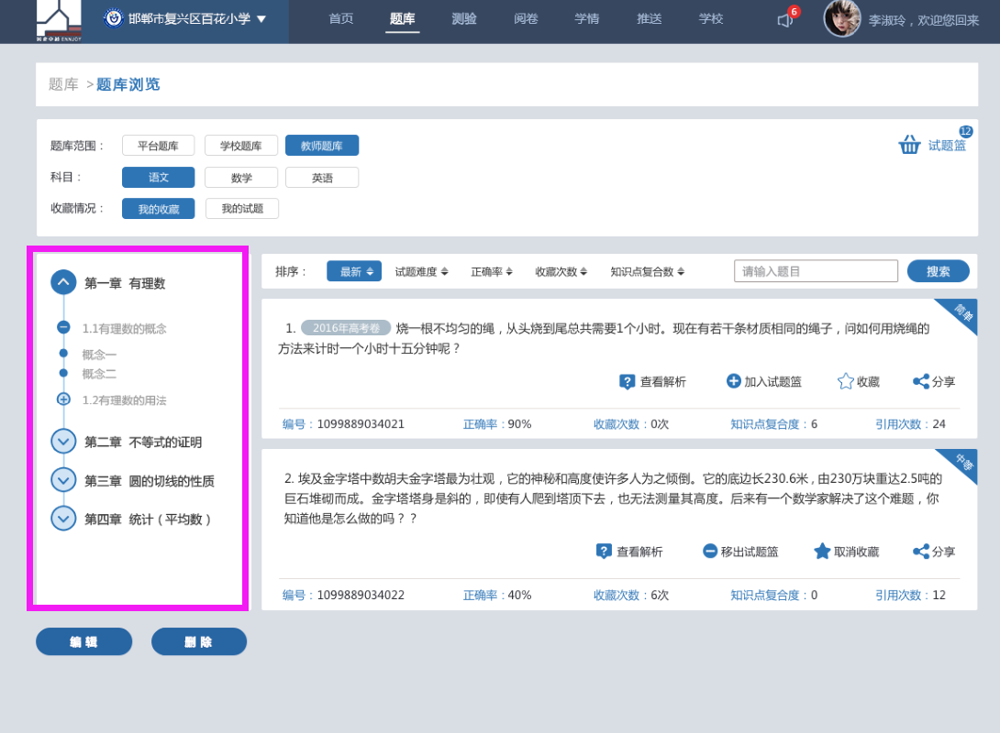 邯郸市复兴区百花小学 首页 题库 测验 阅卷 学情 推送 学校 6 李淑玲，欢迎您回来
题库 >题库浏览
题库范围： 平台题库 学校题库 教师题库 12 试题篮
科目： 语文 数学 英语
收藏情况： 我的收藏 我的试题
第一章 有理数
1.1有理数的概念
概念一
概念二
1.2有理数的用法
第二章 不等式的证明
第三章 圆的切线的性质
第四章 统计（平均数）
编辑 删除
排序： 最新 试题难度 正确率 收藏次数 知识点复合数 请输入题目 搜索
简单
1. 2016年高考卷 烧一根不均匀的绳，从头烧到尾总共需要1个小时。现在有若干条材质相同的绳子，问如何用烧绳的
方法来计时一个小时十五分钟呢？
查看解析 加入试题篮 收藏 分享
编号：1099889034021 正确率：90% 收藏次数：0次 知识点复合度：6 引用次数：24
中等
2. 埃及金字塔中数胡夫金字塔最为壮观，它的神秘和高度使许多人为之倾倒。它的底边长230.6米，由230万块重达2.5吨的
巨石堆砌而成。金字塔塔身是斜的，即使有人爬到塔顶下去，也无法测量其高度。后来有一个数学家解决了这个难题，你
知道他是怎么做的吗？？
查看解析 移出试题篮 取消收藏 分享
编号：1099889034022 正确率：40% 收藏次数：6次 知识点复合度：0 引用次数：12